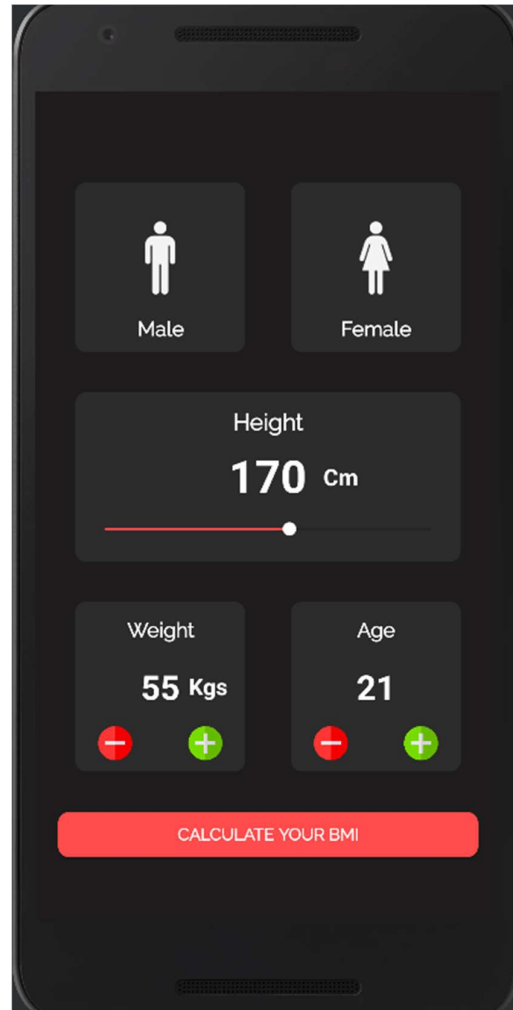 Male Female
Height
170 Cm
Weight Age
55 Kgs 21
CALCULATE YOUR BMI